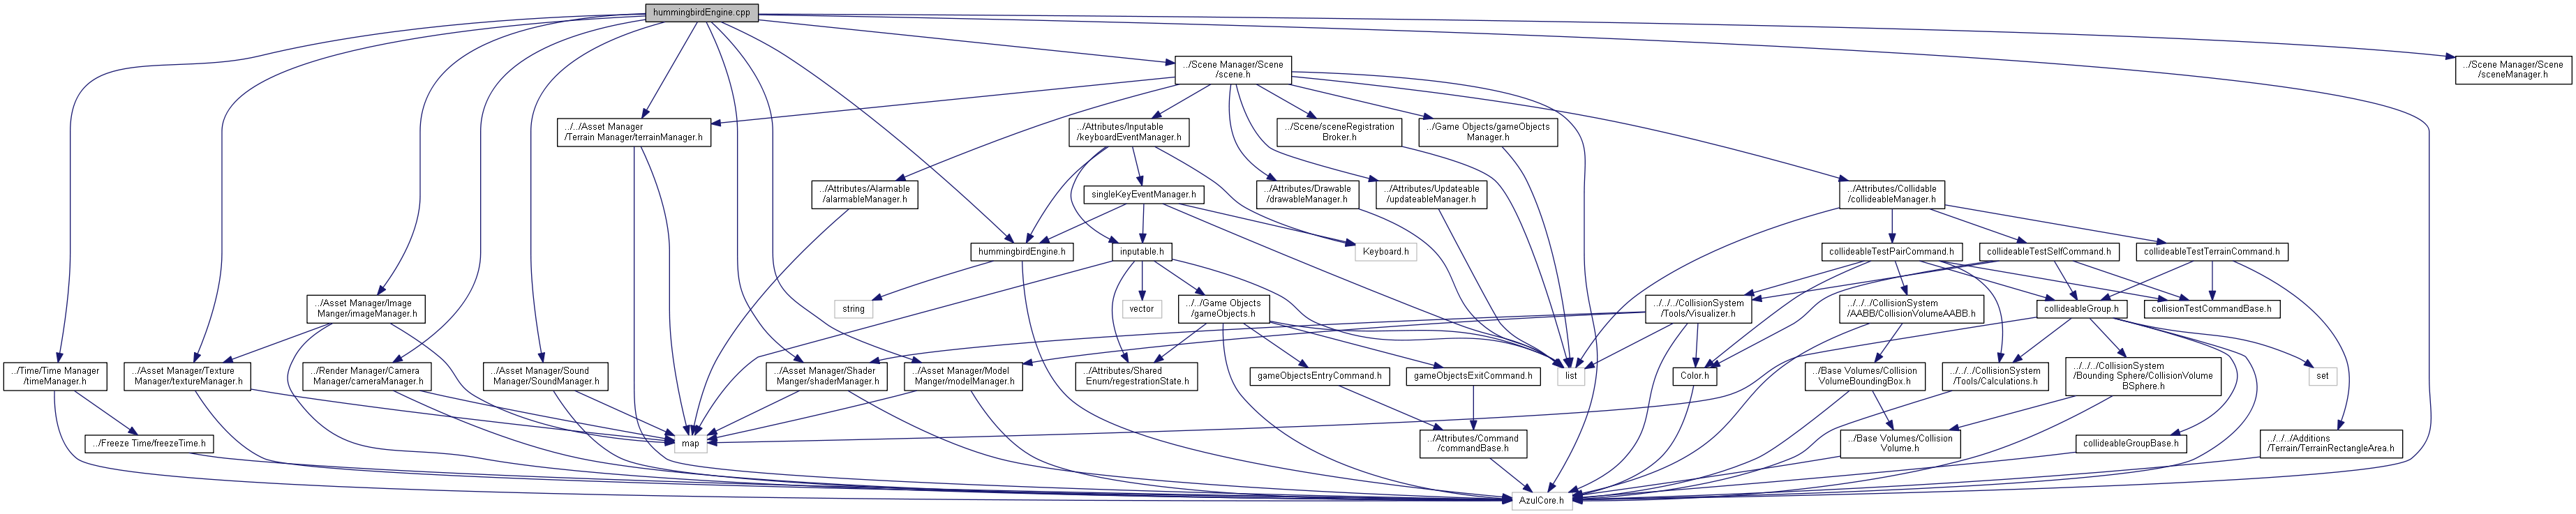 hummingbirdEngine.cpp
../Scene Manager/Scene
/scene.h
../Scene Manager/Scene
/sceneManager.h
../../Asset Manager
/Terrain Manager/terrainManager.h
../Attributes/Inputable
/keyboardEventManager.h
../Scene/sceneRegistration
Broker.h
../Game Objects/gameObjects
Manager.h
../Attributes/Alarmable
/alarmableManager.h
singleKeyEventManager.h
../Attributes/Drawable
/drawableManager.h
../Attributes/Updateable
/updateableManager.h
../Attributes/Collidable
/collideableManager.h
hummingbirdEngine.h
inputable.h
Keyboard.h
collideableTestPairCommand.h
collideableTestSelfCommand.h
collideableTestTerrainCommand.h
../Asset Manager/Image
Manger/imageManager.h
string
vector
../../Game Objects
/gameObjects.h
../../../CollisionSystem
/Tools/Visualizer.h
../../../CollisionSystem
/AABB/CollisionVolumeAABB.h
collideableGroup.h
collisionTestCommandBase.h
../Time/Time Manager
/timeManager.h
../Asset Manager/Texture
Manager/textureManager.h
../Render Manager/Camera
Manager/cameraManager.h
../Asset Manager/Sound
Manager/SoundManager.h
../Asset Manager/Shader
Manger/shaderManager.h
../Asset Manager/Model
Manger/modelManager.h
../Attributes/Shared
Enum/regestrationState.h
gameObjectsEntryCommand.h
gameObjectsExitCommand.h
list
Color.h
../Base Volumes/Collision
VolumeBoundingBox.h
../../../CollisionSystem
/Tools/Calculations.h
../../../CollisionSystem
/Bounding Sphere/CollisionVolume
BSphere.h
set
../Freeze Time/freezeTime.h
map
../Attributes/Command
/commandBase.h
../Base Volumes/Collision
Volume.h
collideableGroupBase.h
../../../Additions
/Terrain/TerrainRectangleArea.h
AzulCore.h